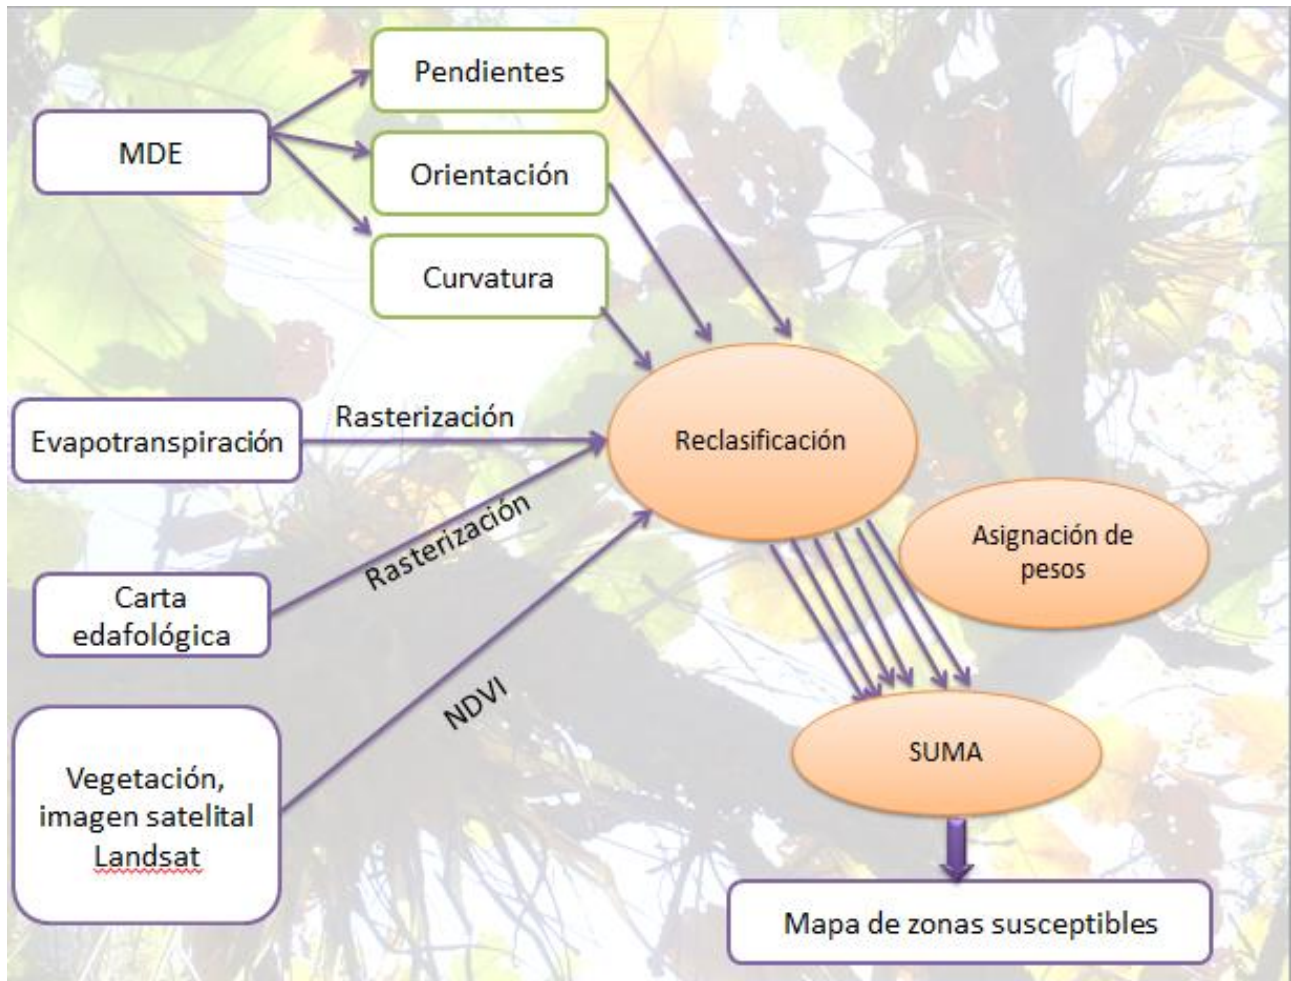 Pendientes
MDE
Orientación
Curvatura
Rasterización
Evapotranspiración
Reclasificación
Rasterización
Asignación de
pesos
Carta
edafológica
NDVI
Vegetación,
imagen satelital
Landsat
SUMA
Mapa de zonas susceptibles